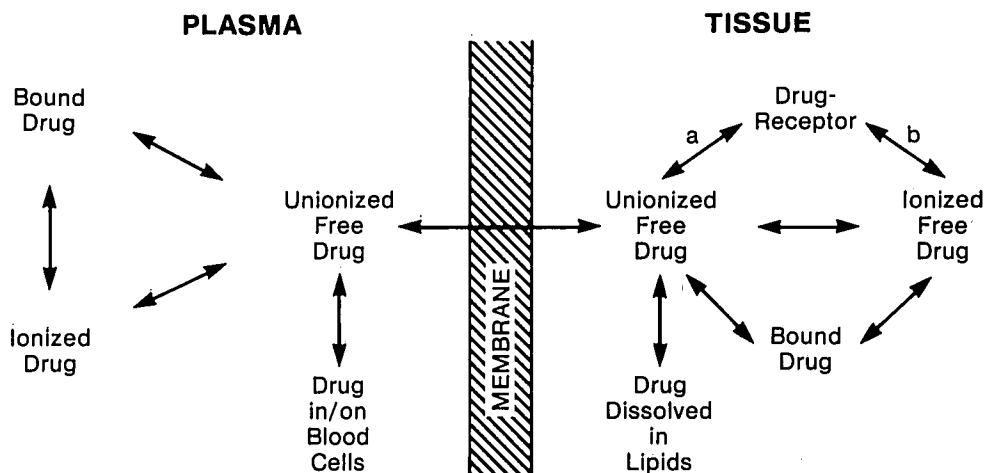 PLASMA
TISSUE
Bound
Drug
Ionized
Drug
Unionized
Free
Drug
Drug
in/on
Blood
Cells
MEMBRANE
Drug-
Receptor
a
b
Unionized
Free
Drug
Ionized
Free
Drug
Bound
Drug
Drug
Dissolved
in
Lipids